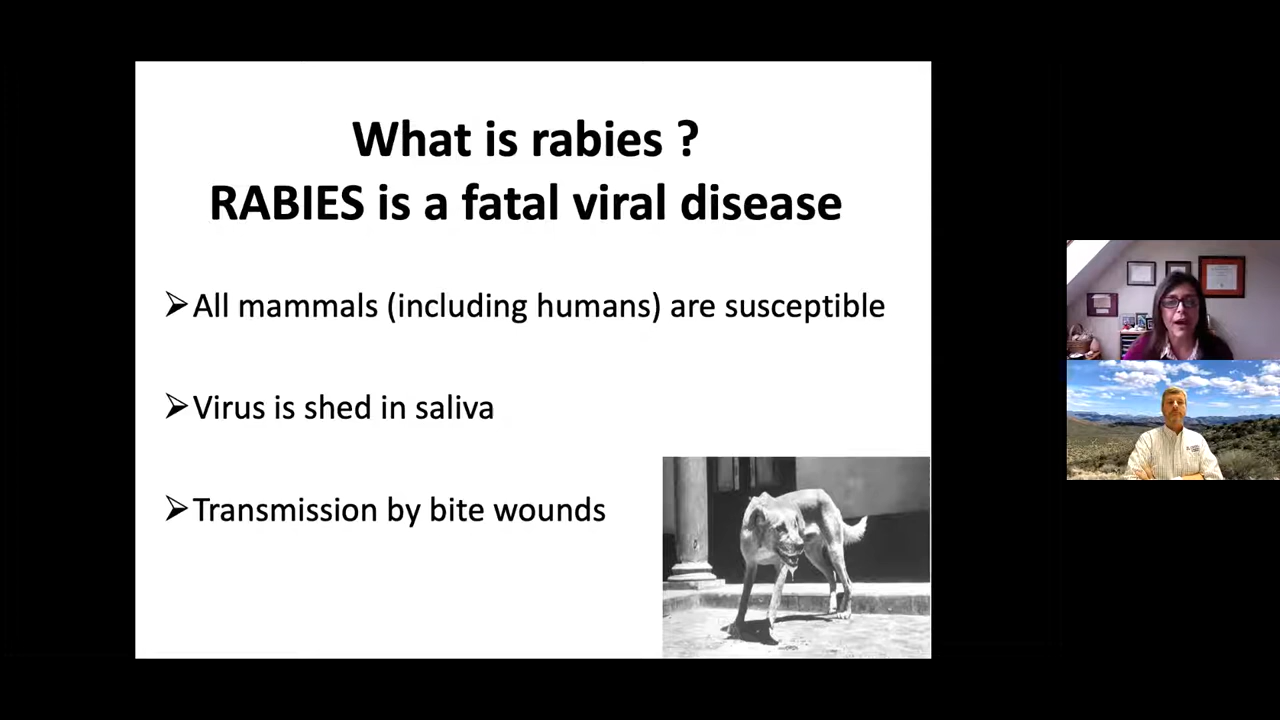 What is rabies ?
RABIES is a fatal viral disease
➢All mammals (including humans) are susceptible
➢Virus is shed in saliva
➢Transmission by bite wounds